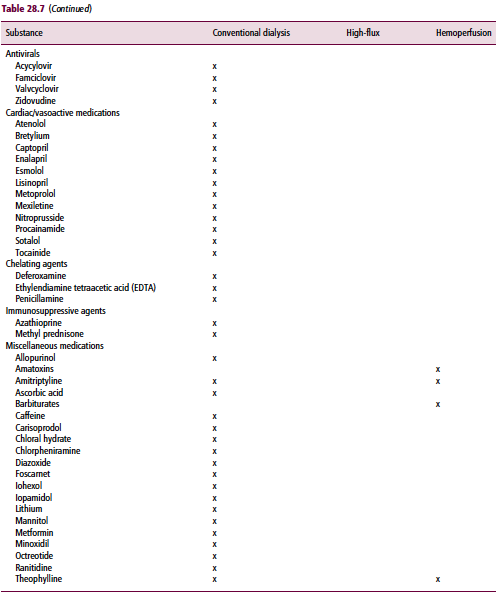 Table 28.7 (Continued)
Substance Conventional dialysis High-flux Hemoperfusion
Antivirals
Acycylovir x
Famciclovir x
Valvcyclovir x
Zidovudine x
Cardiac/vasoactive medications
Atenolol x
Bretylium x
Captopril x
Enalapril x
Esmolol x
Lisinopril x
Metoprolol x
Mexiletine x
Nitroprusside x
Procainamide x
Sotalol x
Tocainide x
Chelating agents
Deferoxamine x
Ethylendiamine tetraacetic acid (EDTA) x
Penicillamine x
Immunosuppressive agents
Azathioprine x
Methyl prednisone x
Miscellaneous medications
Allopurinol x
Amatoxins x
Amitriptyline x x
Ascorbic acid x
Barbiturates x
Caffeine x
Carisoprodol x
Chloral hydrate x
Chlorpheniramine x
Diazoxide x
Foscarnet x
Iohexol x
Iopamidol x
Lithium x
Mannitol x
Metformin x
Minoxidil x
Octreotide x
Ranitidine x
Theophylline x x